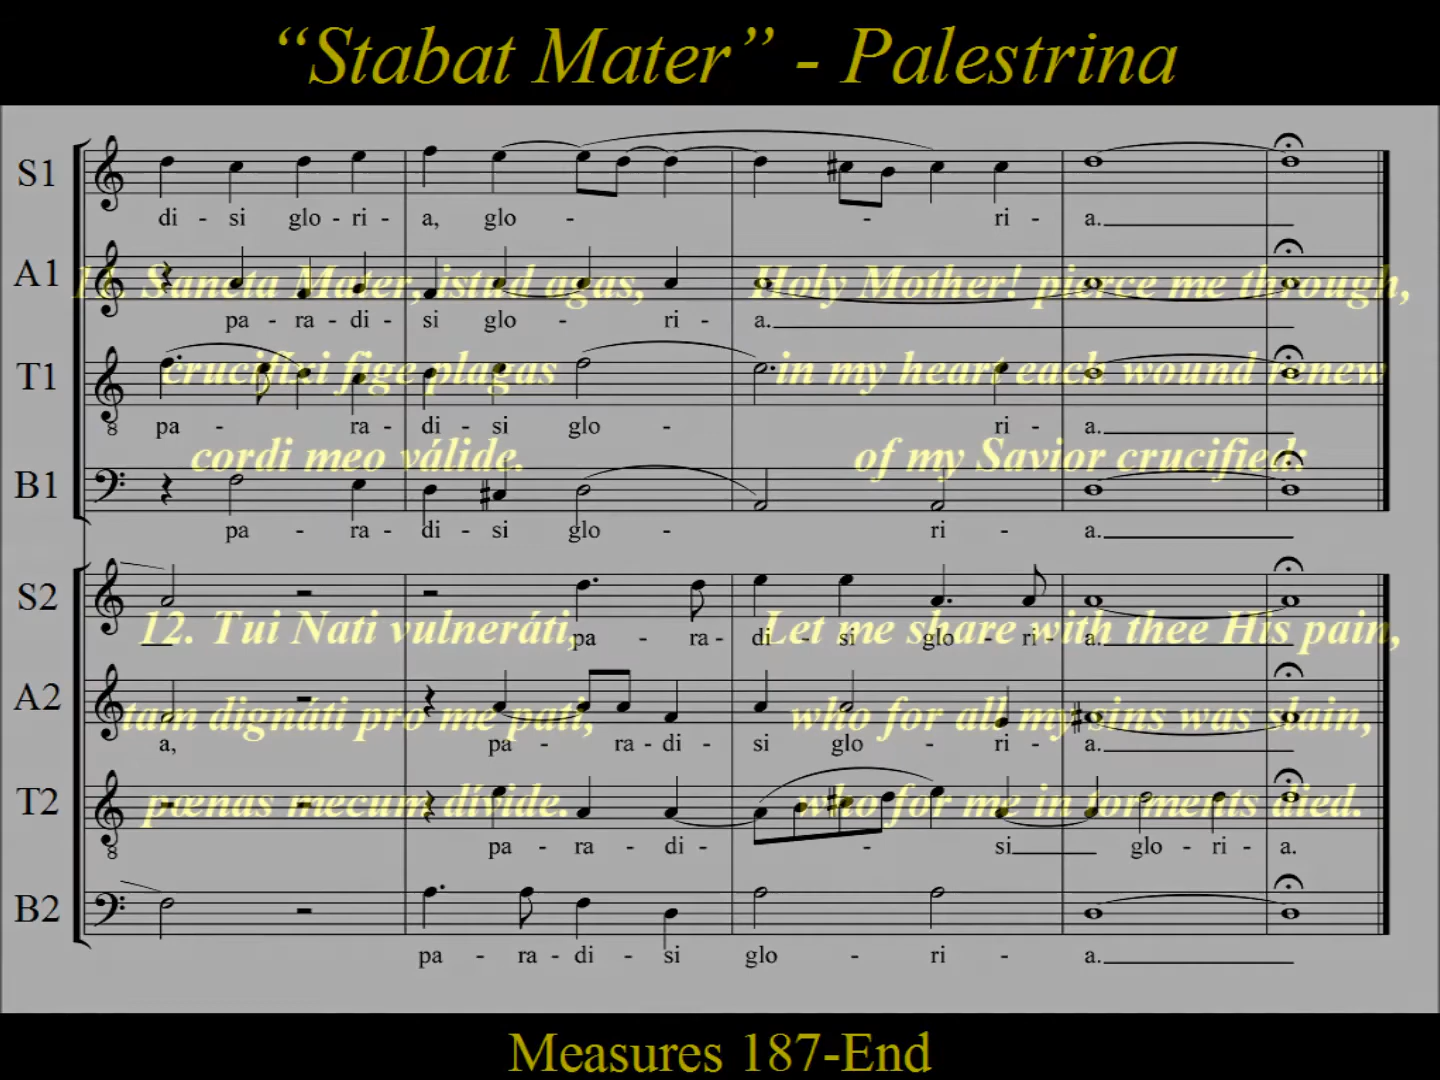 “Stabat Mater” - Palestrina
S1
di - si glo - ri - a, glo - - ri - a.
A1
11. Sancta Mater, istud agas, Holy Mother! pierce me through,
pa - ra - di - si glo - ri - a.
T1
crucifíxi fige plagas in my heart each wound renew
8
pa - ra - di - si glo - ri - a.
cordi meo válide. of my Savior crucified:
B1
pa - ra - di - si glo - ri - a.
S2
12. Tui Nati vulneráti, Let me share with thee His pain,
pa - ra - di - si glo - ri - a.
A2
tam dignáti pro me pati, who for all my sins was slain,
a, pa - ra - di - si glo - ri - a.
T2
pœnas mecum dívide. who for me in torments died.
8
pa - ra - di - - si glo - ri - a.
B2
pa - ra - di - si glo - ri - a.
Measures 187-End